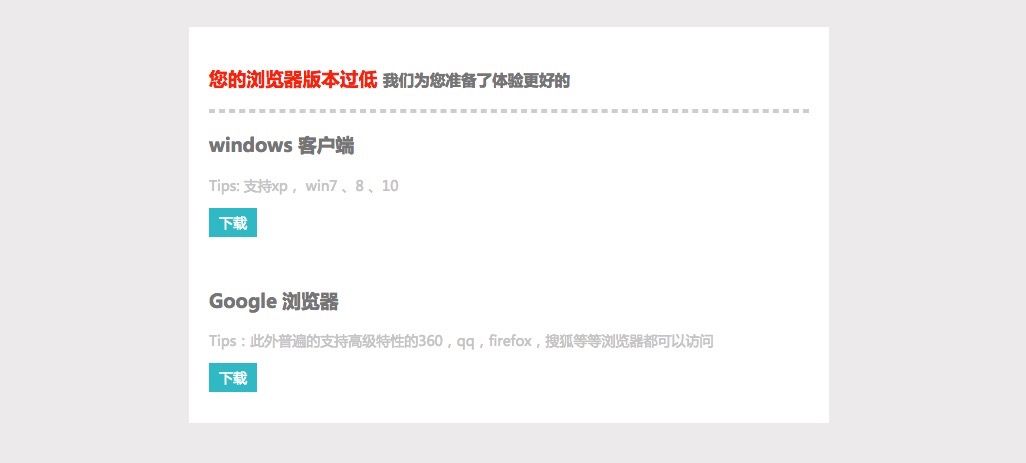 您的浏览器版本过低 我们为您准备了体验更好的
windows 客户端
Tips: 支持xp， win7 、8 、10
下载
Google 浏览器
Tips：此外普遍的支持高级特性的360，qq，firefox，搜狐等等浏览器都可以访问
下载